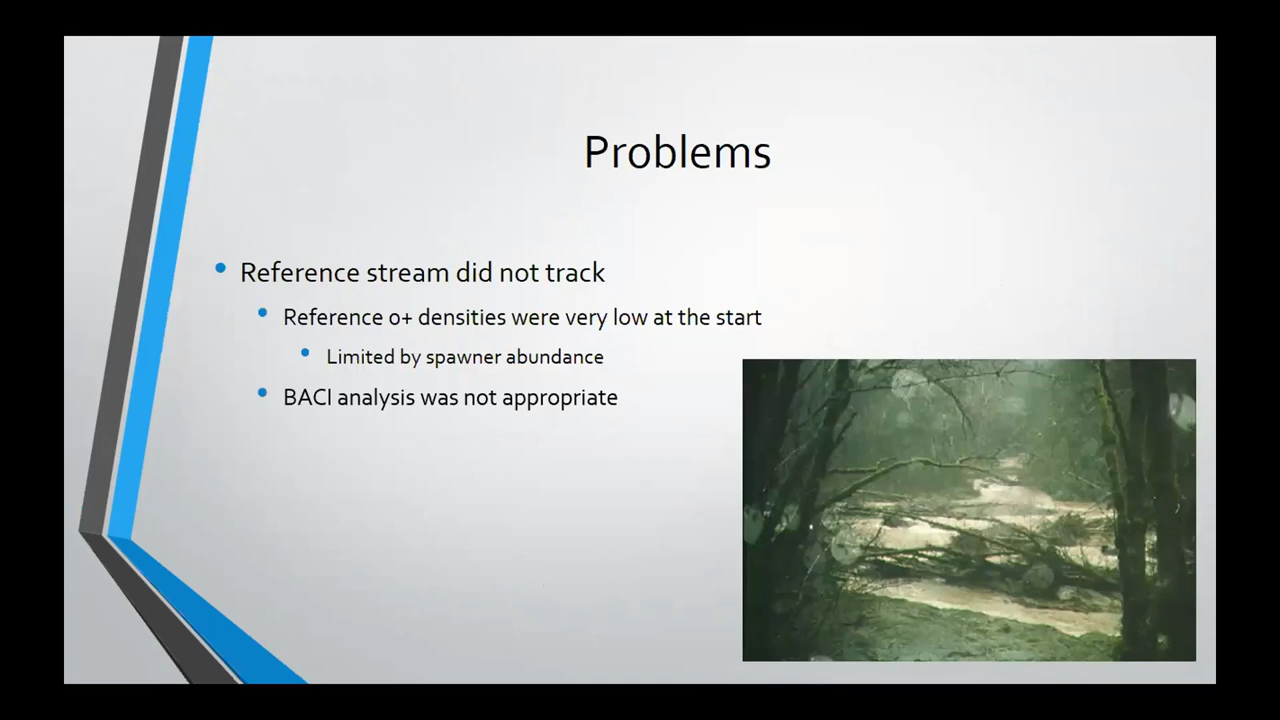 Problems
Reference stream did not track
Reference 0+ densities were very low at the start
Limited by spawner abundance
BACI analysis was not appropriate